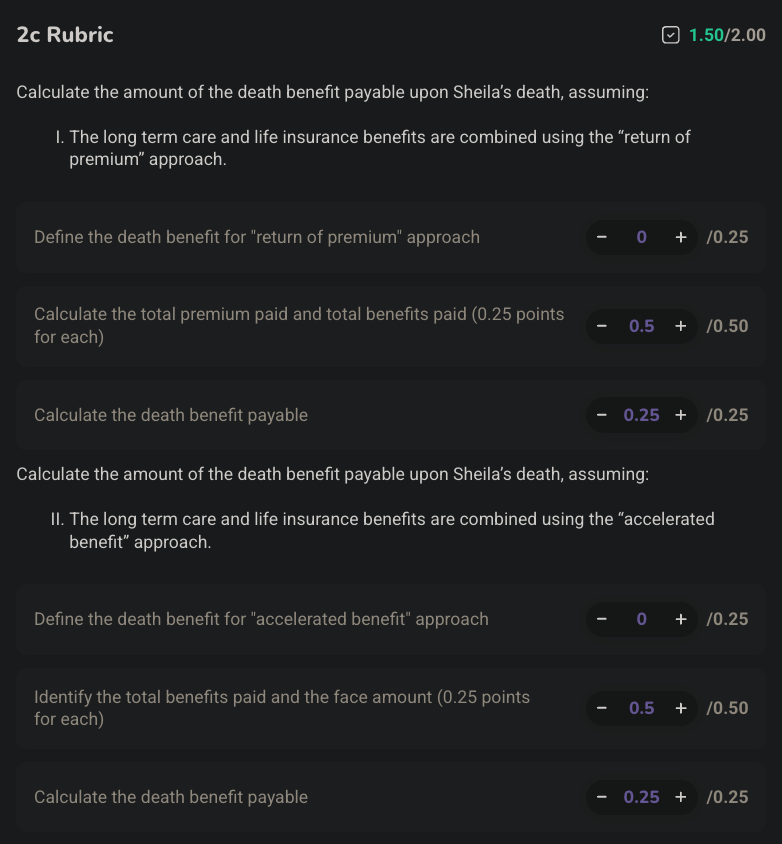 2c Rubric
1.50/2.00
Calculate the amount of the death benefit payable upon Sheila’s death, assuming:
I. The long term care and life insurance benefits are combined using the “return of
premium” approach.
Define the death benefit for "return of premium" approach
− 0 + /0.25
Calculate the total premium paid and total benefits paid (0.25 points
for each)
− 0.5 + /0.50
Calculate the death benefit payable
− 0.25 + /0.25
Calculate the amount of the death benefit payable upon Sheila’s death, assuming:
II. The long term care and life insurance benefits are combined using the “accelerated
benefit” approach.
Define the death benefit for "accelerated benefit" approach
− 0 + /0.25
Identify the total benefits paid and the face amount (0.25 points
for each)
− 0.5 + /0.50
Calculate the death benefit payable
− 0.25 + /0.25